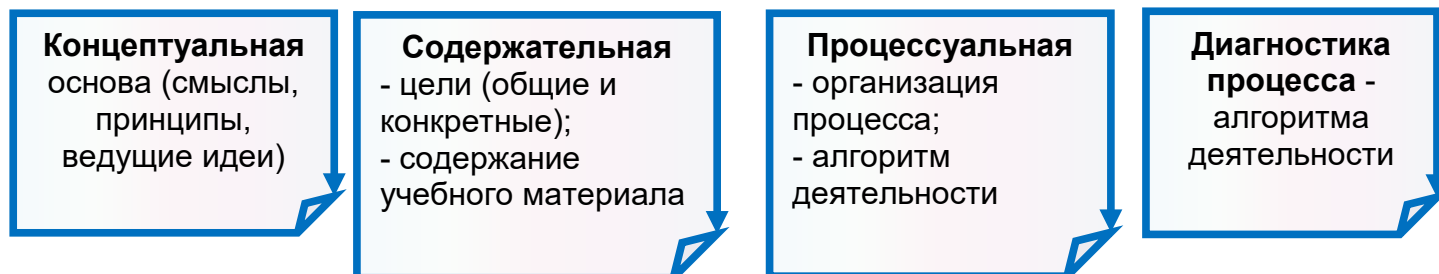 Концептуальная
основа (смыслы,
принципы,
ведущие идеи)
Содержательная
- цели (общие и
конкретные);
- содержание
учебного материала
Процессуальная
- организация
процесса;
- алгоритм
деятельности
Диагностика
процесса -
алгоритма
деятельности